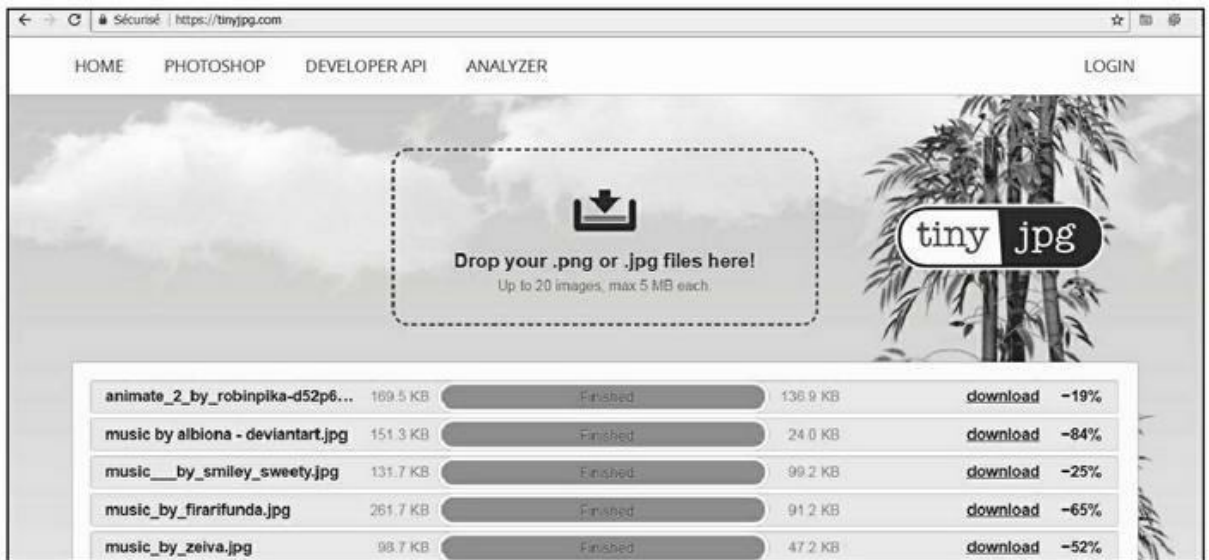 Sécurisé | https://tinyjpg.com
HOME PHOTOSHOP DEVELOPER API ANALYZER LOGIN
Drop your .png or .jpg files here!
Up to 20 images, max 5 MB each.
tiny jpg
animate_2_by_robinpika-d52p6... 169.5 KB Finished 136.9 KB download −19%
music by albiona - deviantart.jpg 151.3 KB Finished 24.0 KB download −84%
music___by_smiley_sweety.jpg 131.7 KB Finished 99.2 KB download −25%
music_by_firarifunda.jpg 261.7 KB Finished 91.2 KB download −65%
music_by_zeiva.jpg 98.7 KB Finished 47.2 KB download −52%